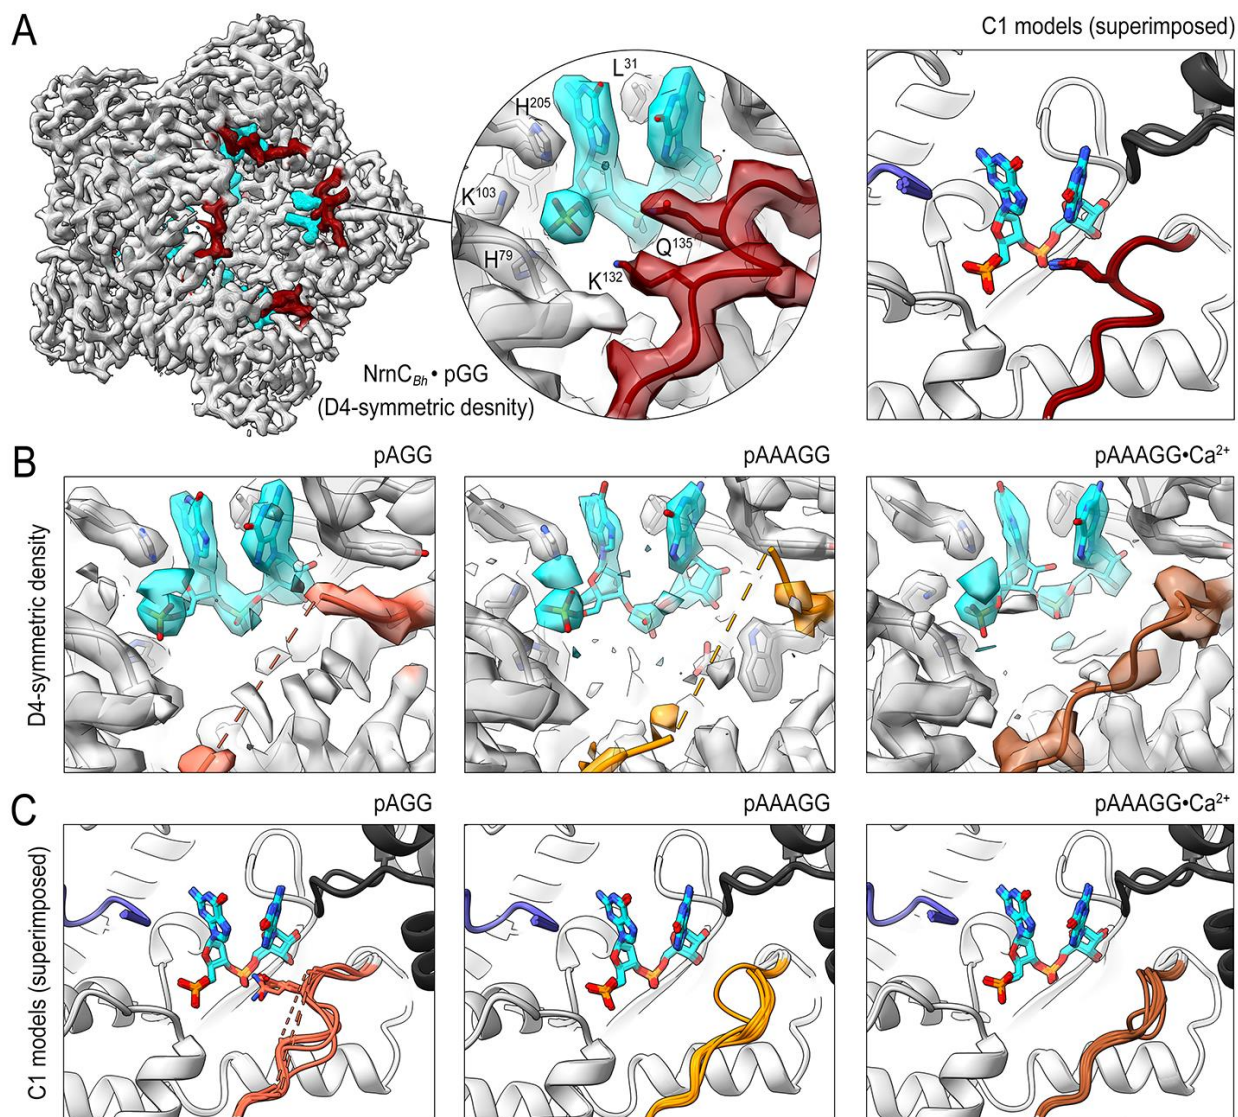 A
C1 models (superimposed)
L31
H205
K103
H79
Q135
K132
NrnCBh • pGG
(D4-symmetric desnity)
B
pAGG
pAAAGG
pAAAGG•Ca2+
D4-symmetric density
C
pAGG
pAAAGG
pAAAGG•Ca2+
C1 models (superimposed)